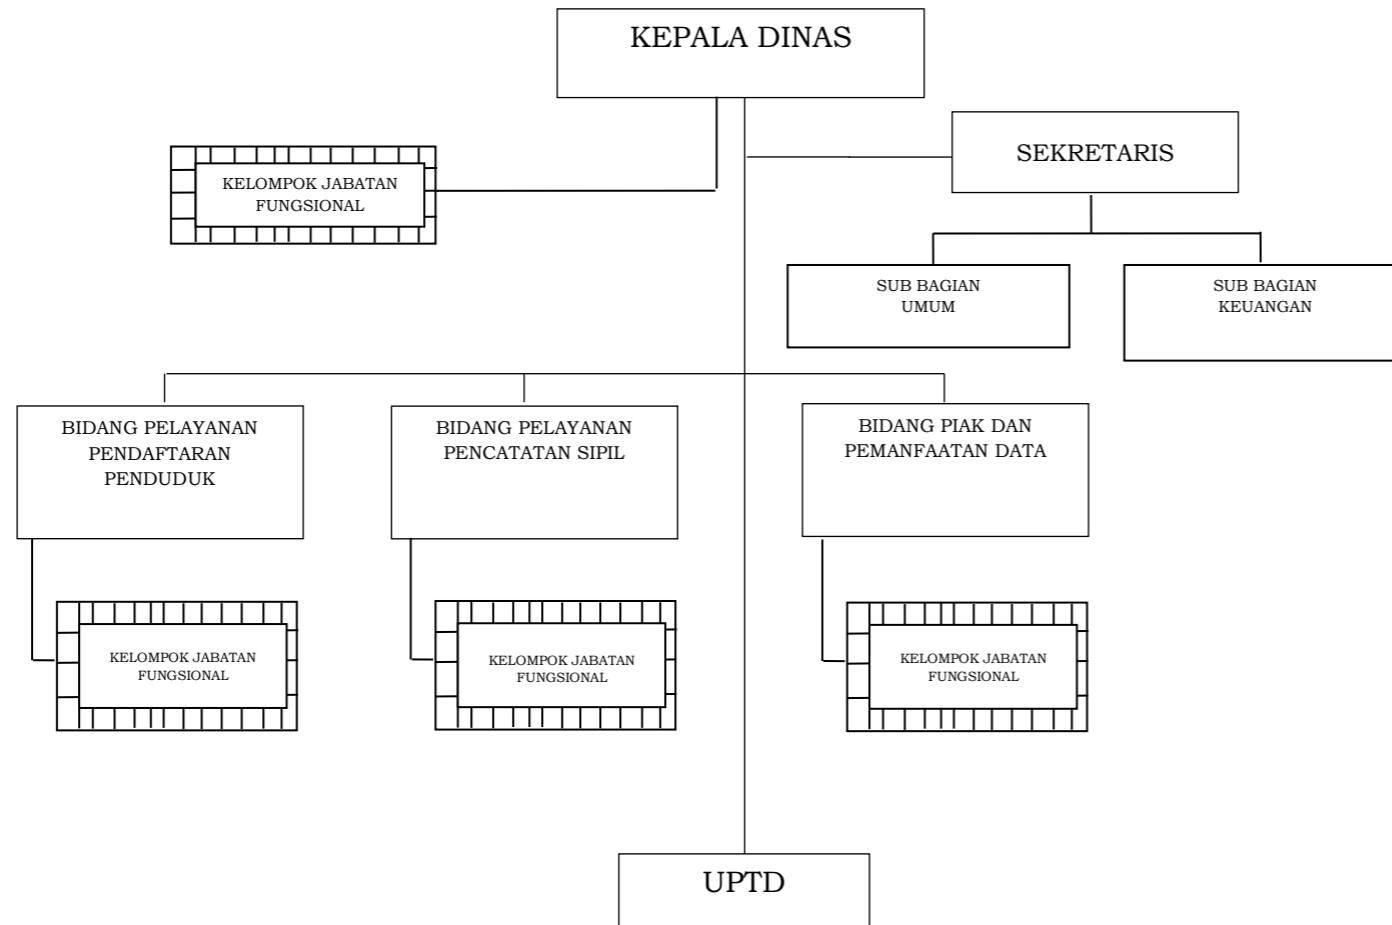 KEPALA DINAS
SEKRETARIS
KELOMPOK JABATAN
FUNGSIONAL
SUB BAGIAN
UMUM
SUB BAGIAN
KEUANGAN
BIDANG PELAYANAN
PENDAFTARAN
PENDUDUK
BIDANG PELAYANAN
PENCATATAN SIPIL
BIDANG PIAK DAN
PEMANFAATAN DATA
KELOMPOK JABATAN
FUNGSIONAL
KELOMPOK JABATAN
FUNGSIONAL
KELOMPOK JABATAN
FUNGSIONAL
UPTD